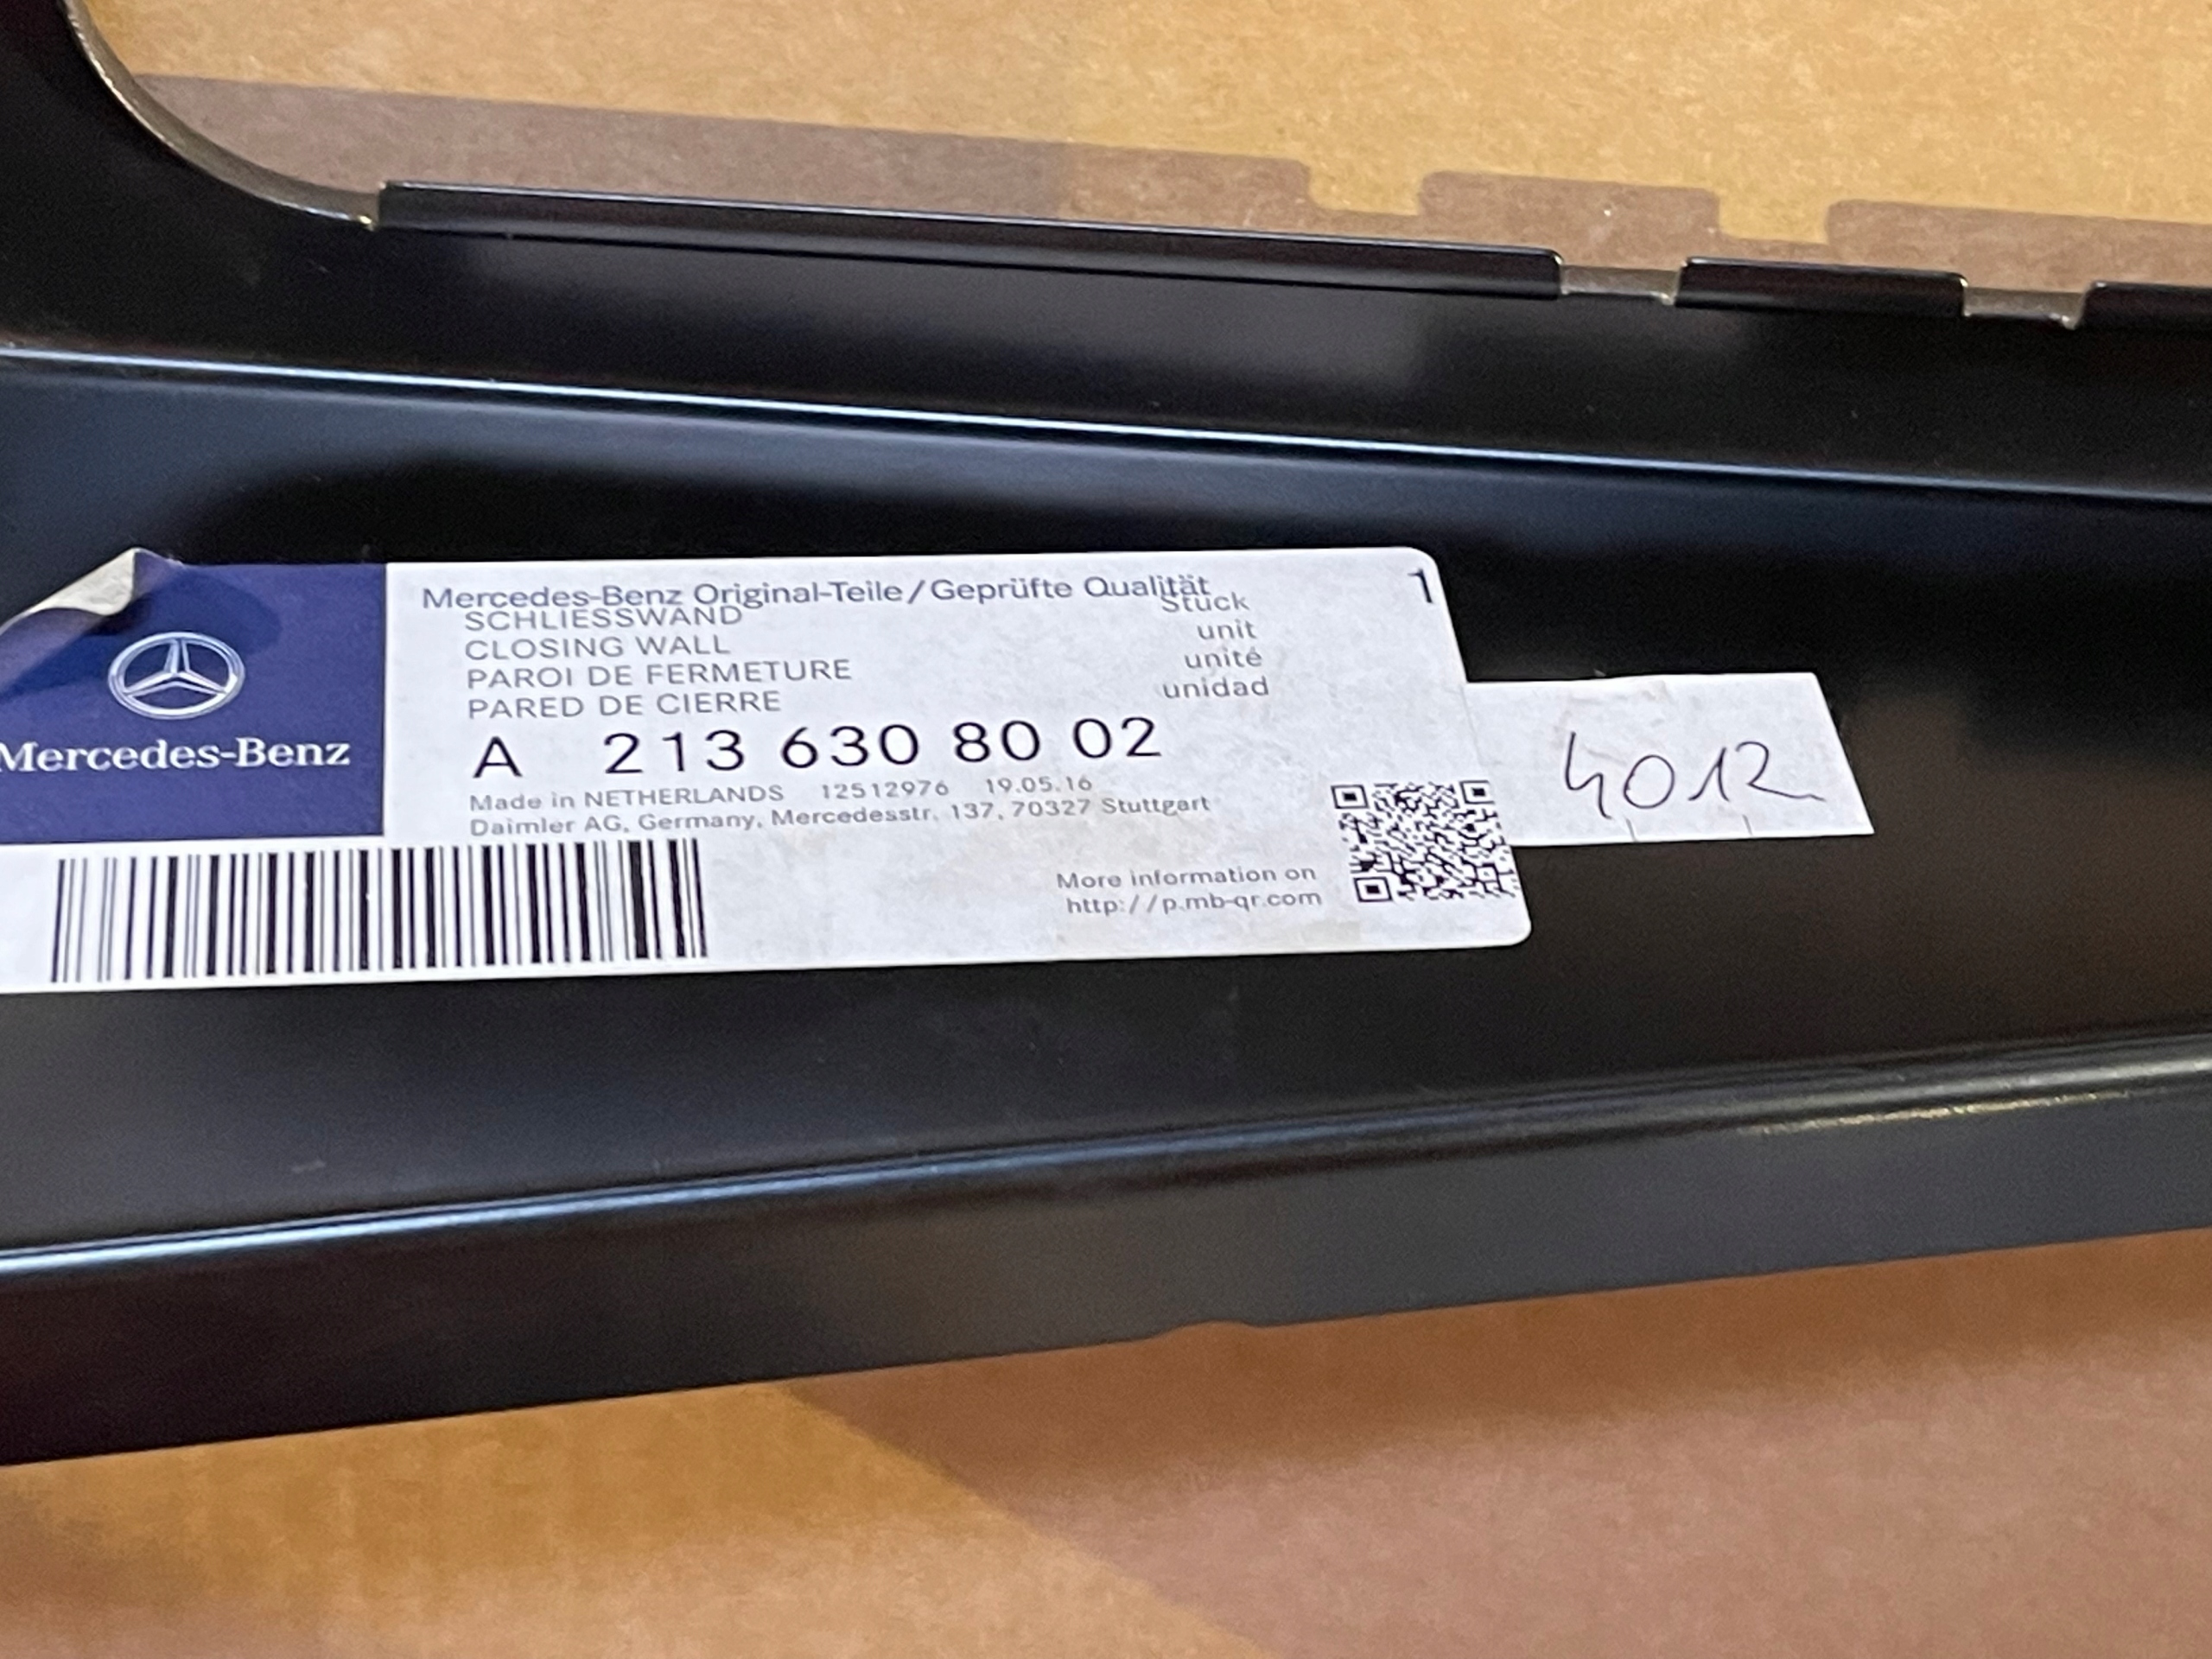 Mercedes-Benz
Mercedes-Benz Original-Teile/Geprüfte Qualität
SCHLIESSWAND Stück 1
CLOSING WALL unit
PAROI DE FERMETURE unité
PARED DE CIERRE unidad
A 213 630 80 02
Made in NETHERLANDS 12512976 19.05.16
Daimler AG, Germany, Mercedesstr. 137, 70327 Stuttgart
More information on
http://p.mb-qr.com
4012